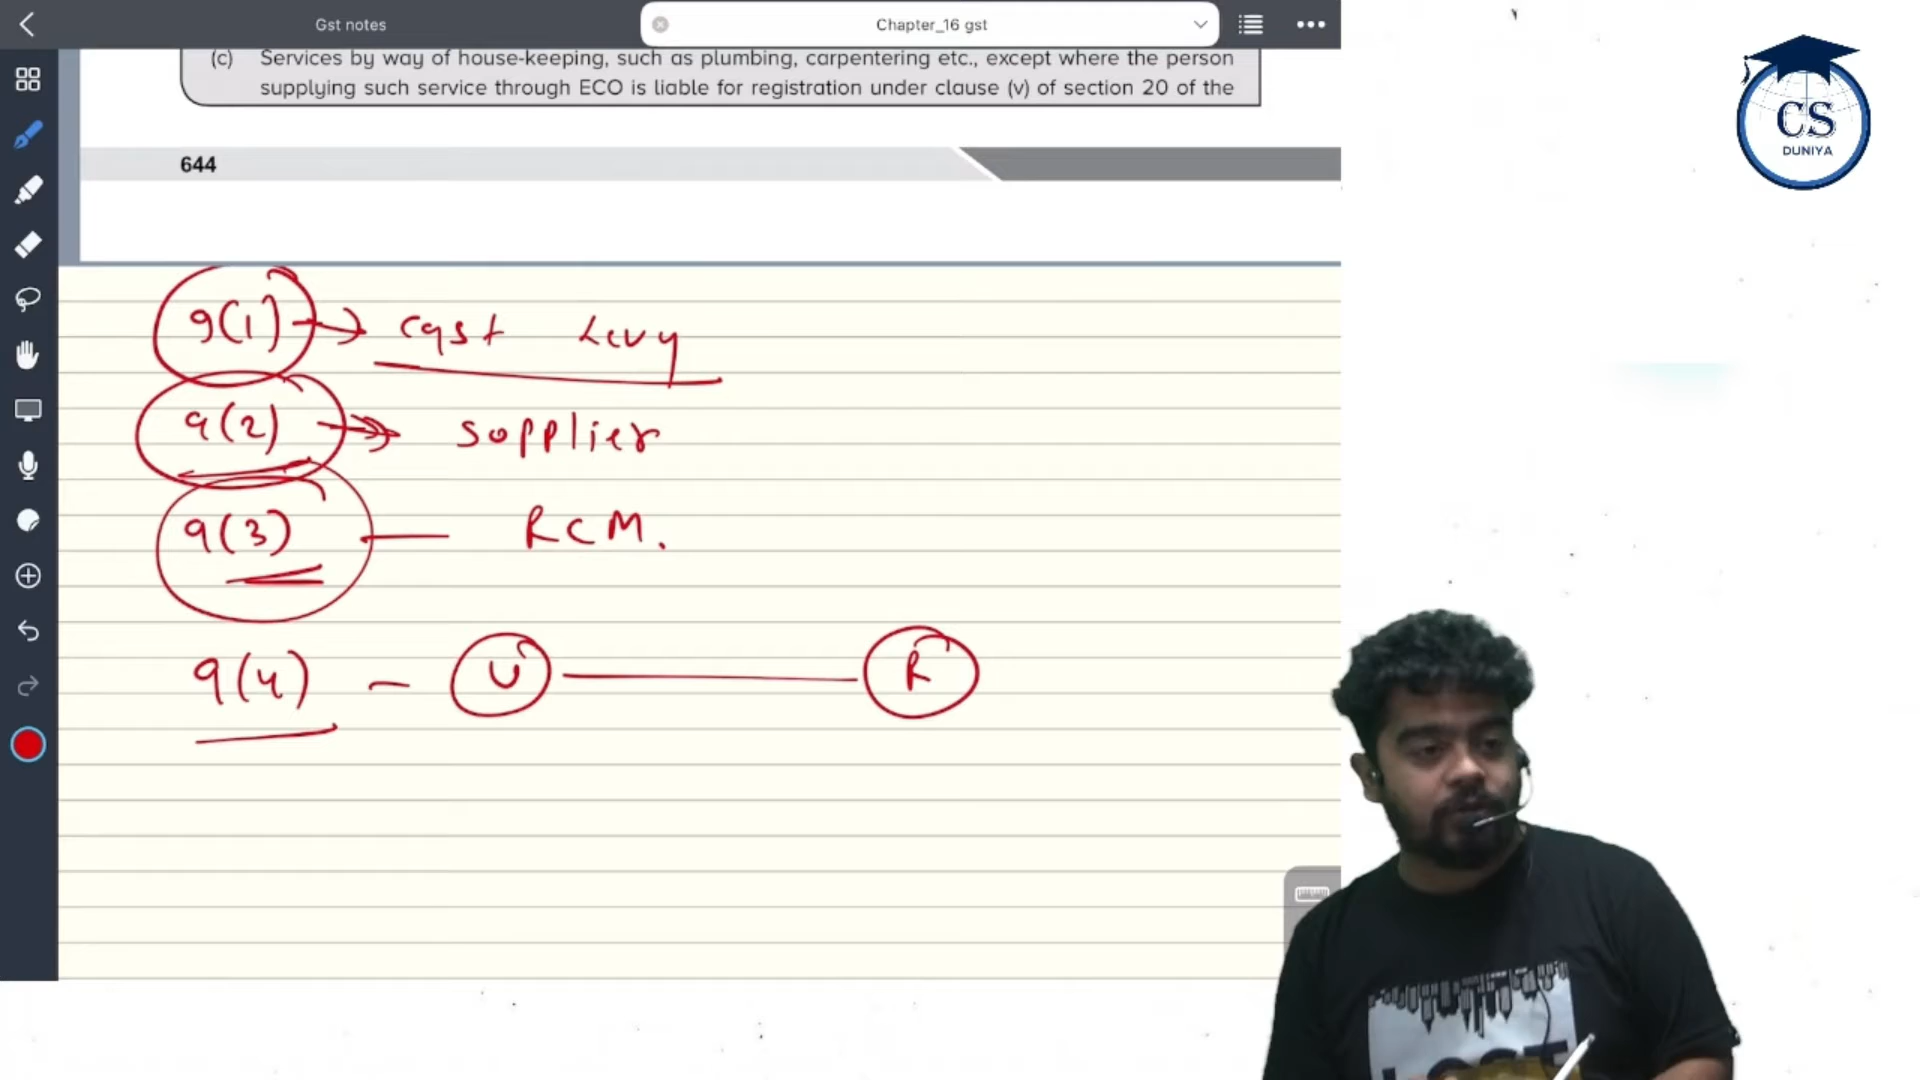 Gst notes
Chapter_16 gst
(c) Services by way of house-keeping, such as plumbing, carpentering etc., except where the person
supplying such service through ECO is liable for registration under clause (v) of section 20 of the
CS
DUNIYA
644
9(1) → cgst Levy
9(2) → Supplier
9(3) — RCM.
9(4) – U — R